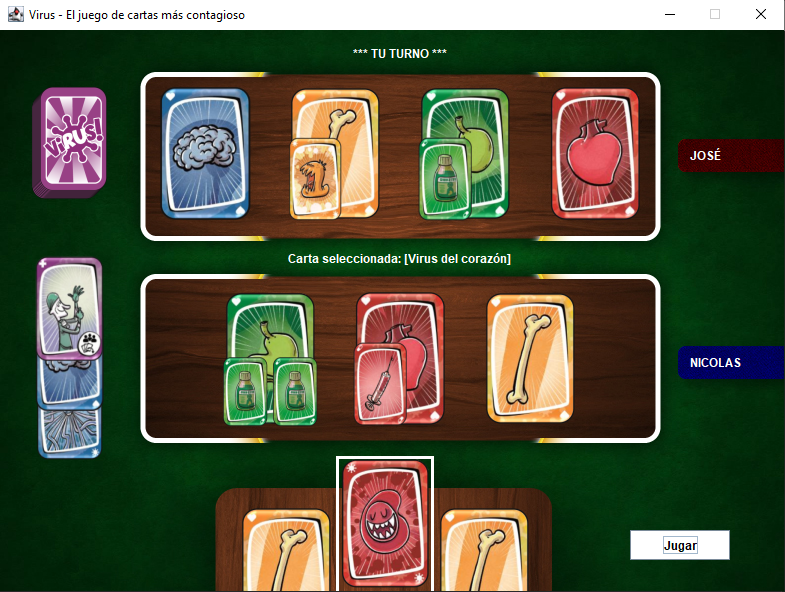 Virus - El juego de cartas más contagioso
*** TU TURNO ***
ViRUS!
JOSÉ
Carta seleccionada: [Virus del corazón]
NICOLAS
Jugar